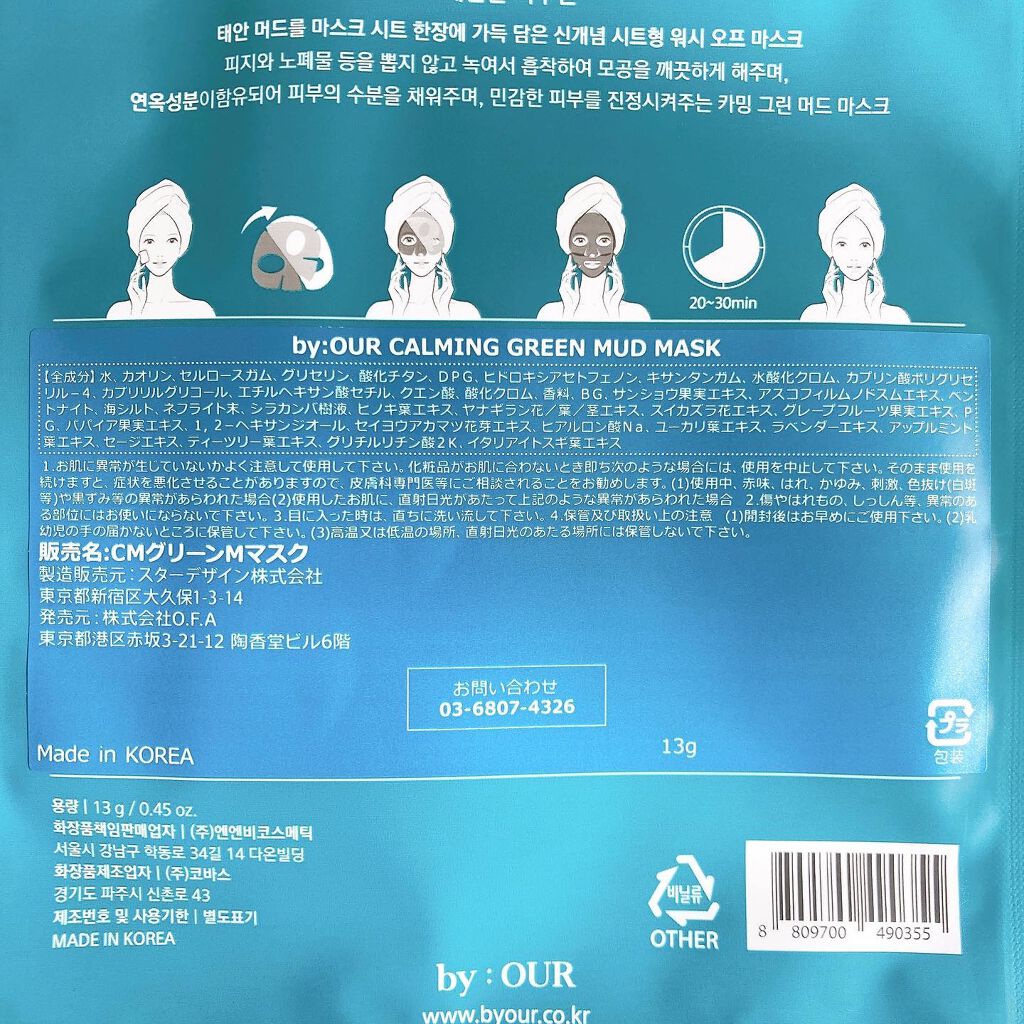 태안 머드를 마스크 시트 한장에 가득 담은 신개념 시트형 워시 오프 마스크
피지와 노폐물 등을 뽑지 않고 녹여서 흡착하여 모공을 깨끗하게 해주며,
연옥성분이함유되어 피부의 수분을 채워주며, 민감한 피부를 진정시켜주는 카밍 그린 머드 마스크
20~30min
by:OUR CALMING GREEN MUD MASK
【全成分】水、カオリン、セルロースガム、グリセリン、酸化チタン、DPG、ヒドロキシアセトフェノン、キサンタンガム、水酸化クロム、カプリン酸ポリグリセ
リル－4、カプリリルグリコール、エチルヘキサン酸セチル、クエン酸、酸化クロム、香料、BG、サンショウ果実エキス、アスコフィルムノドスムエキス、ベン
トナイト、海シルト、ネフライト末、シラカンバ樹液、ヒノキ葉エキス、ヤナギラン花／葉／茎エキス、スイカズラ花エキス、グレープフルーツ果実エキス、PE
G、パパイア果実エキス、1，2－ヘキサンジオール、セイヨウアカマツ花芽エキス、ヒアルロン酸Na、ユーカリ葉エキス、ラベンダーエキス、アップルミント
葉エキス、セージエキス、ティーツリー葉エキス、グリチルリチン酸2K、イタリアイトスギ葉エキス
1.お肌に異常が生じていないかよく注意して使用して下さい。化粧品がお肌に合わないとき即ち次のような場合には、使用を中止して下さい。そのまま使用を
続けますと、症状を悪化させることがありますので、皮膚科専門医等にご相談されることをお勧めします。(1)使用中、赤味、はれ、かゆみ、刺激、色抜け(白斑
等)や黒ずみ等の異常があらわれた場合(2)使用したお肌に、直射日光があたって上記のような異常があらわれた場合 2.傷やはれもの、しっしん等、異常のあ
る部位にはお使いにならないで下さい。3.目に入った時は、直ちに洗い流して下さい。4.保管及び取扱い上の注意 (1)開封後はお早めにご使用下さい。(2)乳
幼児の手の届かないところに保管して下さい。(3)高温又は低温の場所、直射日光のあたる場所には保管しないで下さい。
販売名:CMグリーンMマスク
製造販売元：スターデザイン株式会社
東京都新宿区大久保1-3-14
発売元：株式会社O.F.A
東京都港区赤坂3-21-12 陶香堂ビル6階
お問い合わせ
03-6807-4326
Made in KOREA
13g
プラ
包装
용량 | 13 g / 0.45 oz.
화장품책임판매업자 | (주)엔엔비코스메틱
서울시 강남구 학동로 34길 14 다온빌딩
화장품제조업자 | (주)코바스
경기도 파주시 신촌로 43
제조번호 및 사용기한 | 별도표기
MADE IN KOREA
비닐류
OTHER
8 809700 490355
by : OUR
www.byour.co.kr